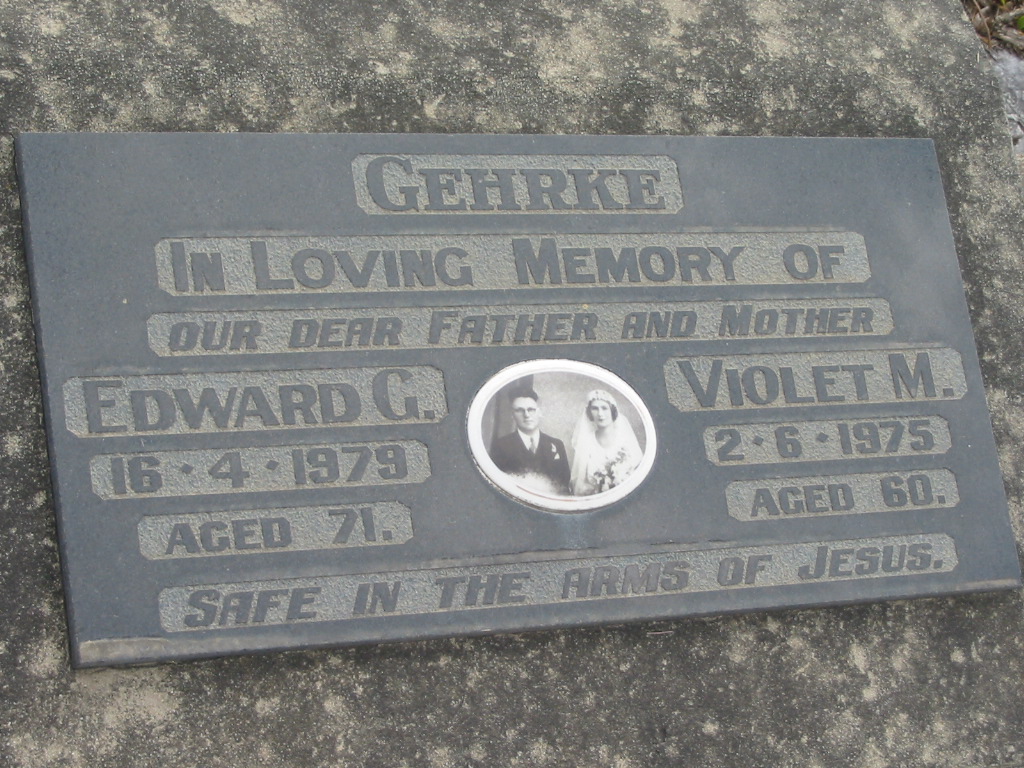 GEHRKE
IN LOVING MEMORY OF
OUR DEAR FATHER AND MOTHER
EDWARD G.
16·4·1979
AGED 71.
VIOLET M.
2·6·1975
AGED 60.
SAFE IN THE ARMS OF JESUS.